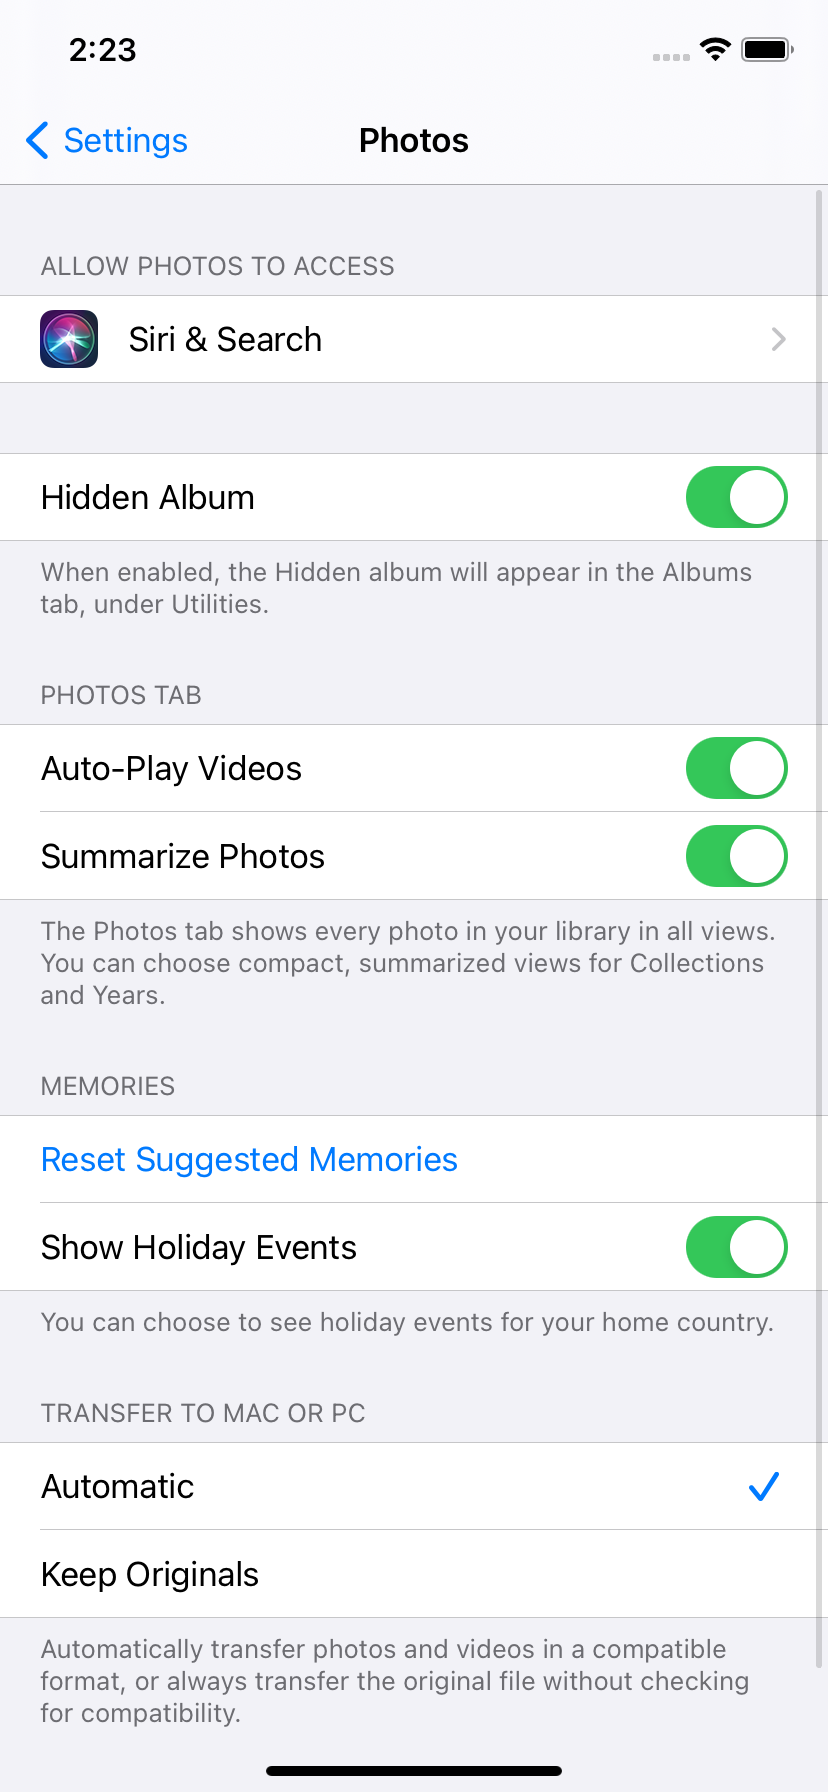 2:23
Settings
Photos
ALLOW PHOTOS TO ACCESS
Siri & Search
Hidden Album
When enabled, the Hidden album will appear in the Albums
tab, under Utilities.
PHOTOS TAB
Auto-Play Videos
Summarize Photos
The Photos tab shows every photo in your library in all views.
You can choose compact, summarized views for Collections
and Years.
MEMORIES
Reset Suggested Memories
Show Holiday Events
You can choose to see holiday events for your home country.
TRANSFER TO MAC OR PC
Automatic
Keep Originals
Automatically transfer photos and videos in a compatible
format, or always transfer the original file without checking
for compatibility.